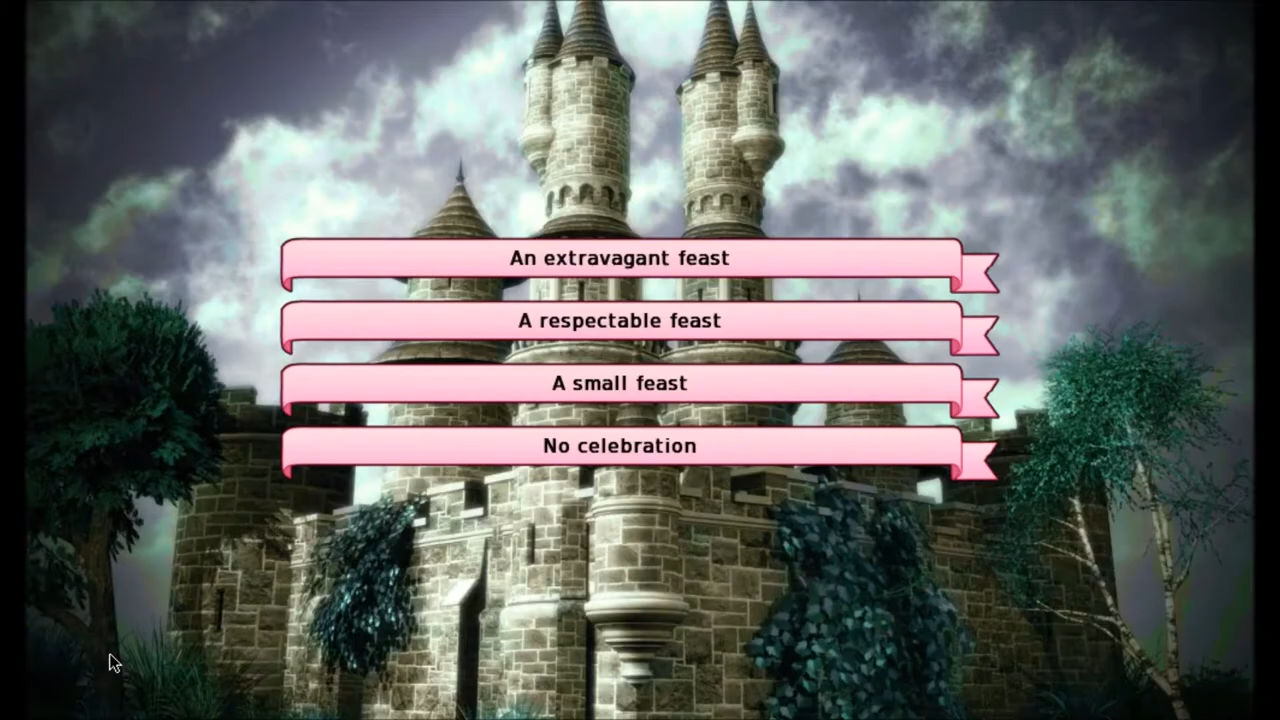 An extravagant feast
A respectable feast
A small feast
No celebration